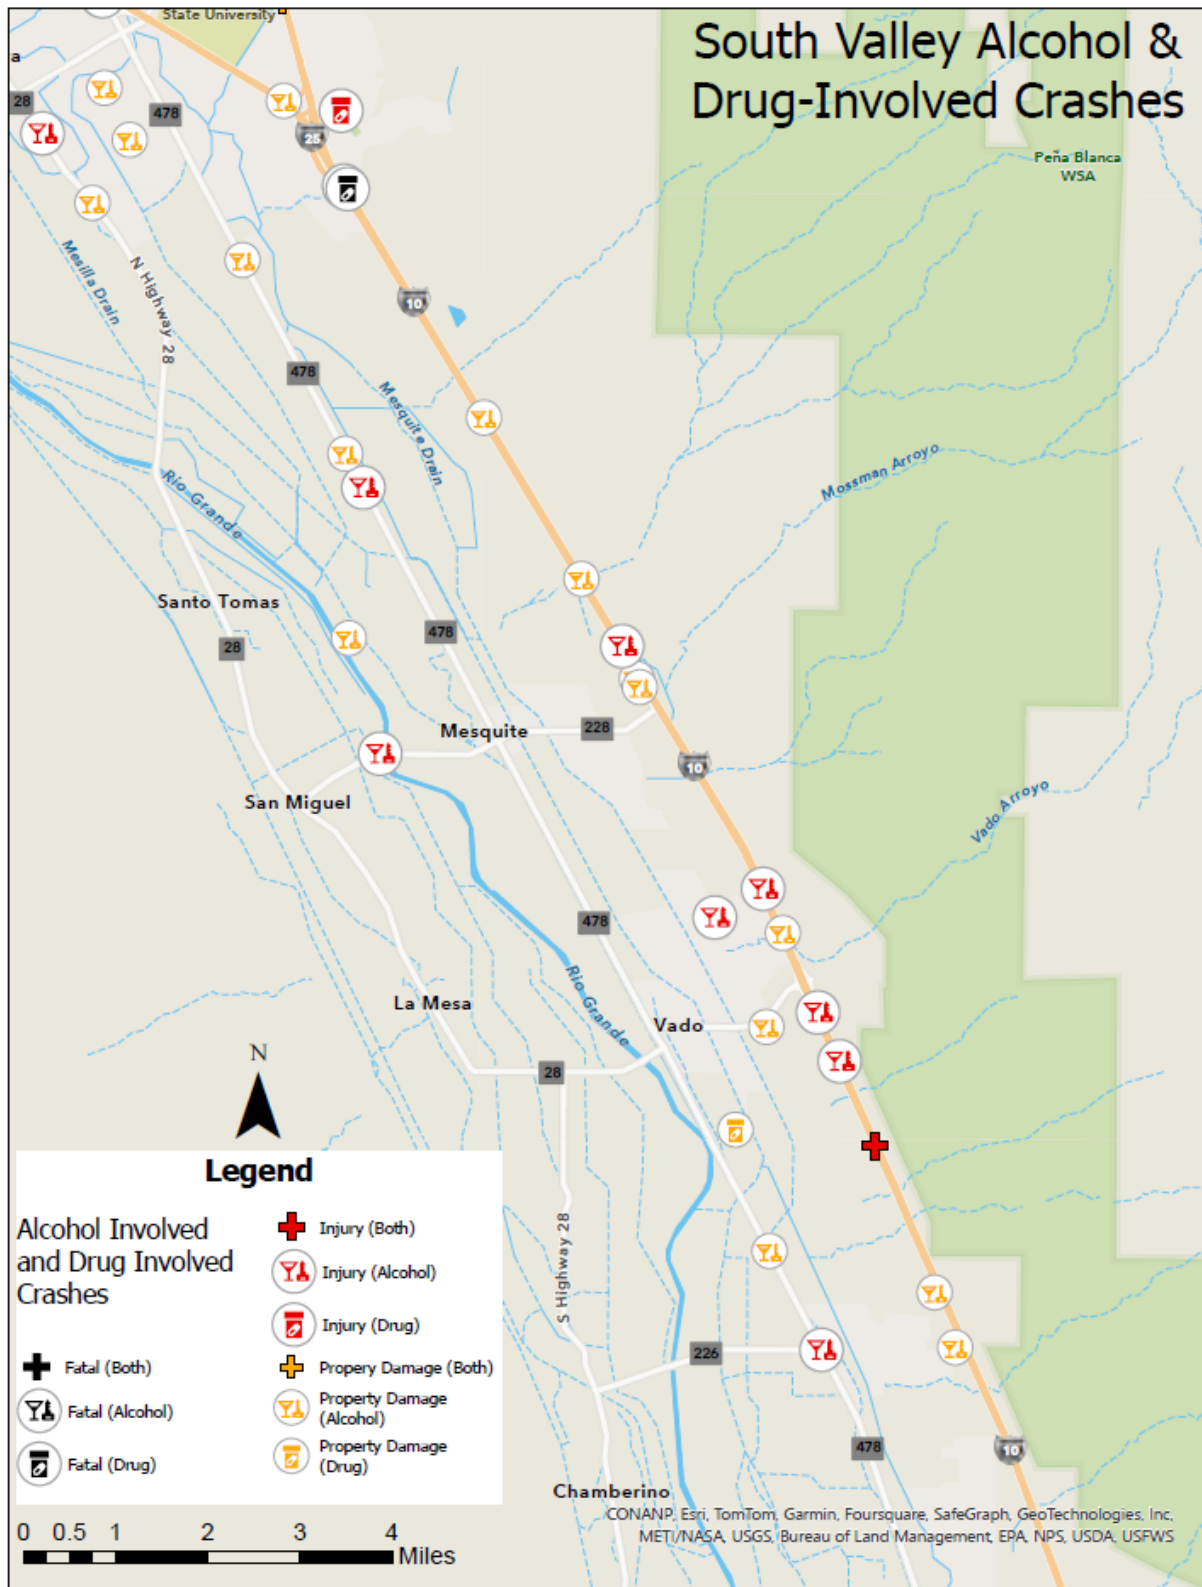 State University
South Valley Alcohol &
Drug-Involved Crashes
a
28
478
25
Peña Blanca
WSA
Mesilla Drain
N Highway 28
10
478
Mesquite Drain
Mossman Arroyo
Rio Grande
Santo Tomas
28
478
Mesquite
228
10
San Miguel
Vado Arroyo
478
La Mesa
Rio Grande
Vado
N
28
Legend
Alcohol Involved
and Drug Involved
Crashes
Injury (Both)
Injury (Alcohol)
Injury (Drug)
Fatal (Both)
Propery Damage (Both)
Fatal (Alcohol)
Property Damage
(Alcohol)
Fatal (Drug)
Property Damage
(Drug)
S Highway 28
226
478
10
Chamberino
CONANP, Esri, TomTom, Garmin, Foursquare, SafeGraph, GeoTechnologies, Inc,
METI/NASA, USGS, Bureau of Land Management, EPA, NPS, USDA, USFWS
0 0.5 1 2 3 4
Miles